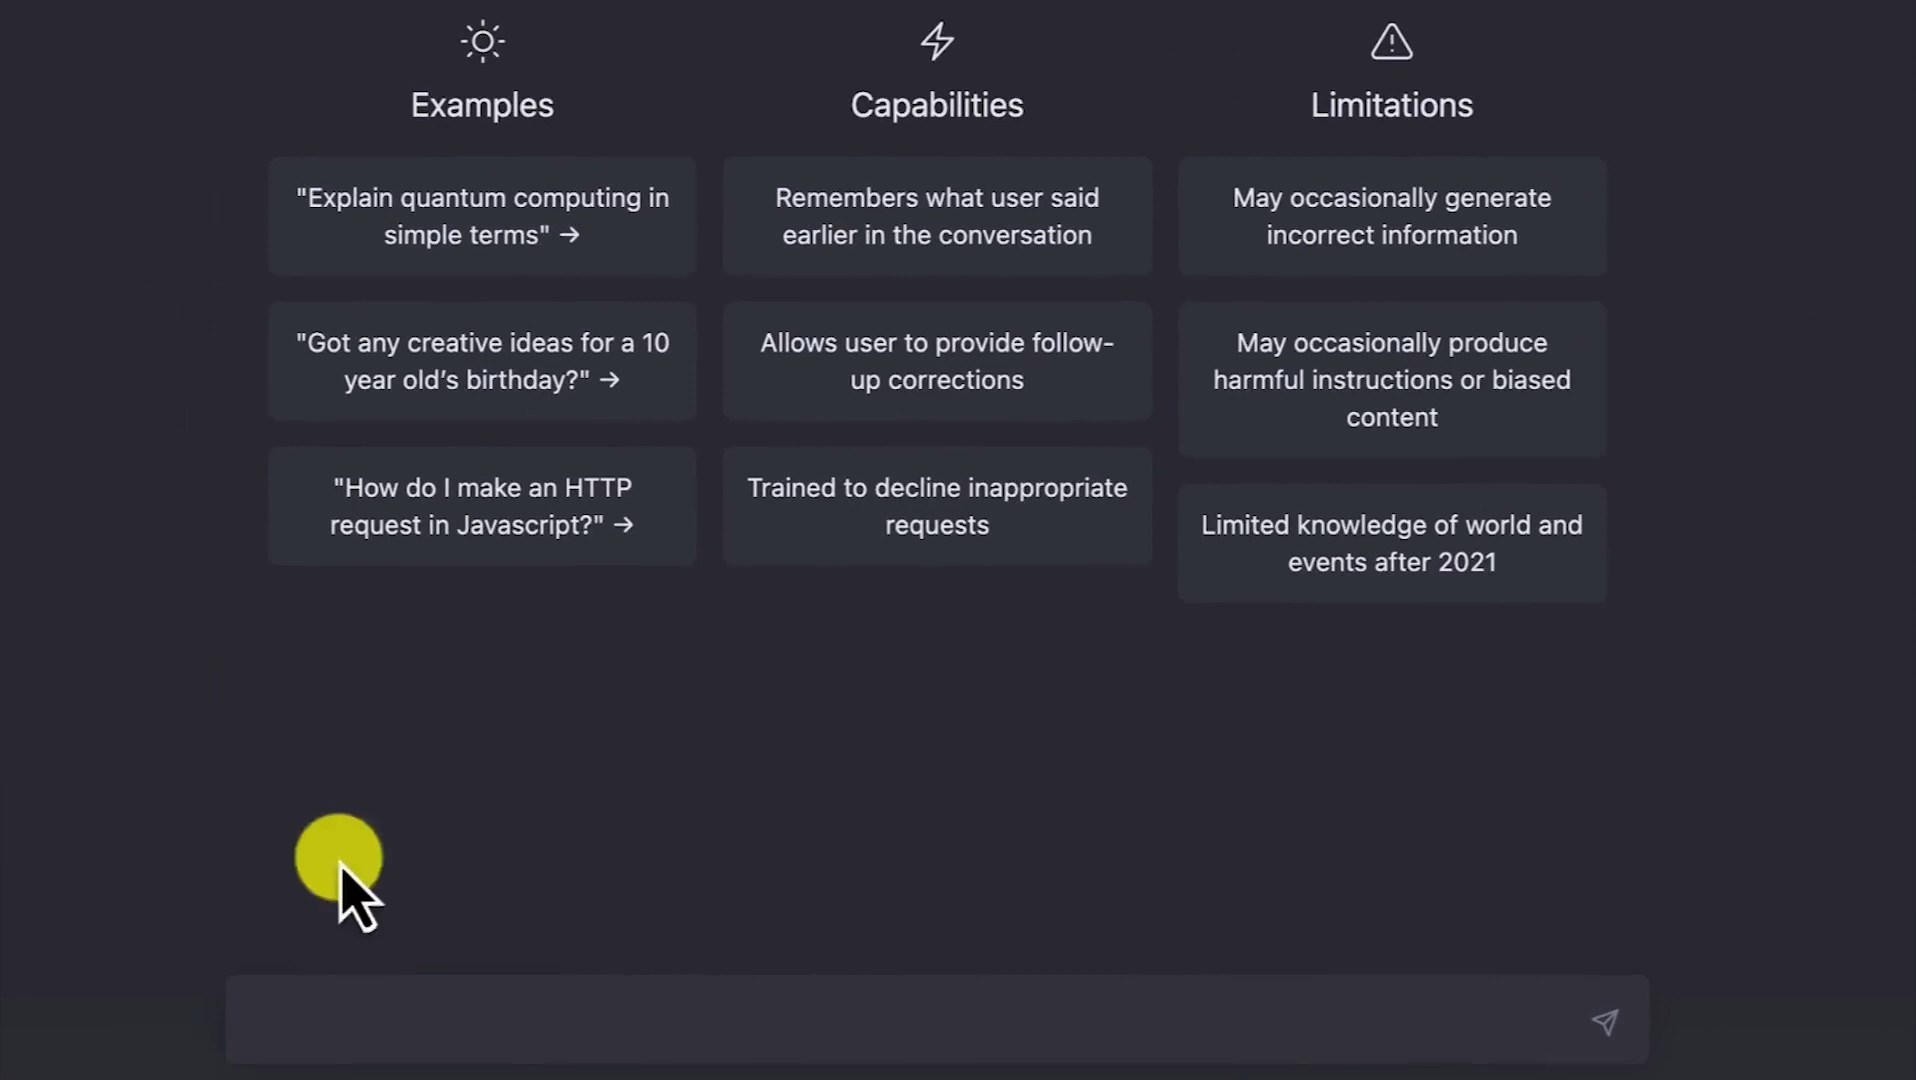 Examples
"Explain quantum computing in
simple terms" →
"Got any creative ideas for a 10
year old's birthday?" →
"How do I make an HTTP
request in Javascript?" →
Capabilities
Remembers what user said
earlier in the conversation
Allows user to provide follow-
up corrections
Trained to decline inappropriate
requests
Limitations
May occasionally generate
incorrect information
May occasionally produce
harmful instructions or biased
content
Limited knowledge of world and
events after 2021